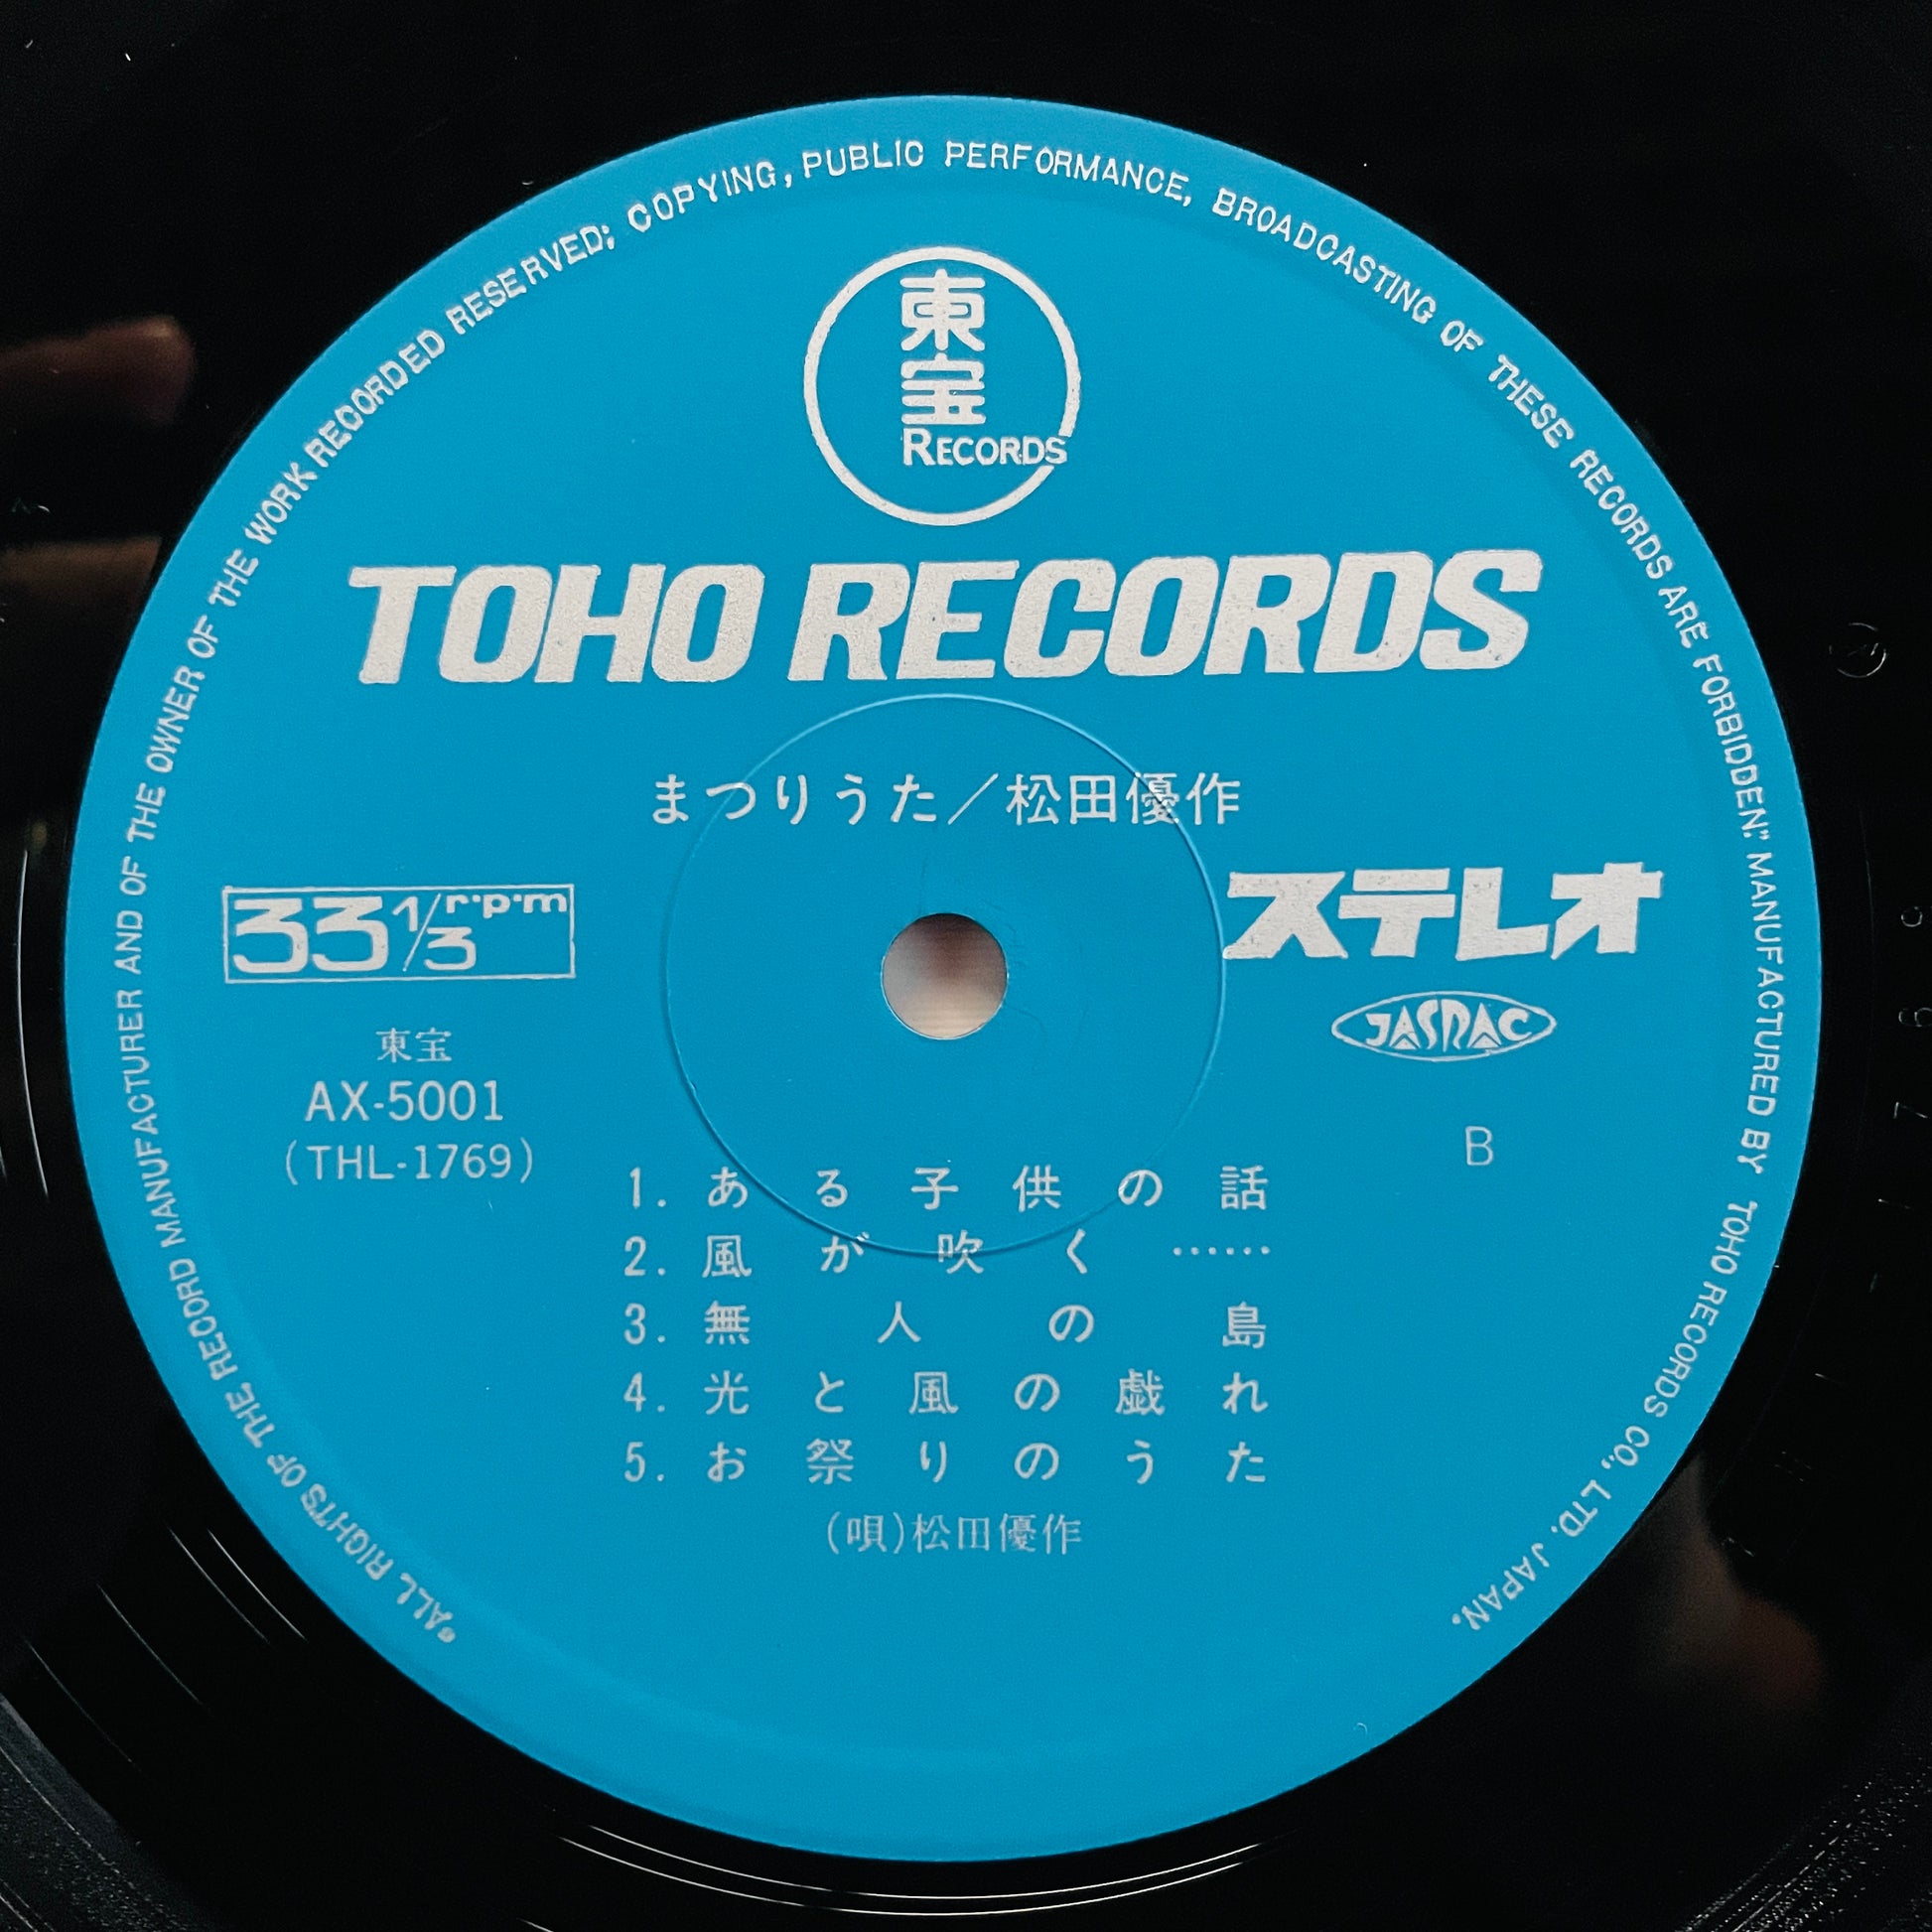 "ALL RIGHTS OF THE RECORD MANUFACTURER AND OF THE OWNER OF THE WORK RECORDED RESERVED; COPYING, PUBLIC PERFORMANCE, BROADCASTING OF THESE RECORDS ARE FORBIDDEN." MANUFACTURED BY TOHO RECORDS CO., LTD. JAPAN.
東宝
RECORDS
TOHO RECORDS
まつりうた／松田優作
33 1/3 r·p·m
ステレオ
JASRAC
東宝
AX-5001
(THL-1769)
B
1. ある子供の話
2. 風が吹く……
3. 無人の島
4. 光と風の戯れ
5. お祭りのうた
(唄)松田優作